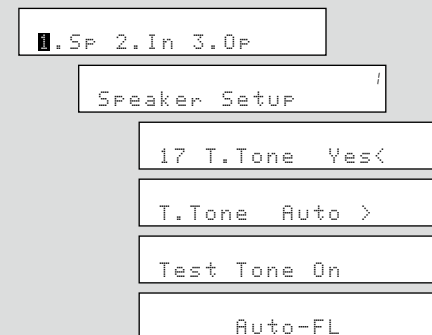 1.Sp 2.In 3.Op
1
Speaker Setup
17 T.Tone Yes<
T.Tone Auto >
Test Tone On
Auto-FL